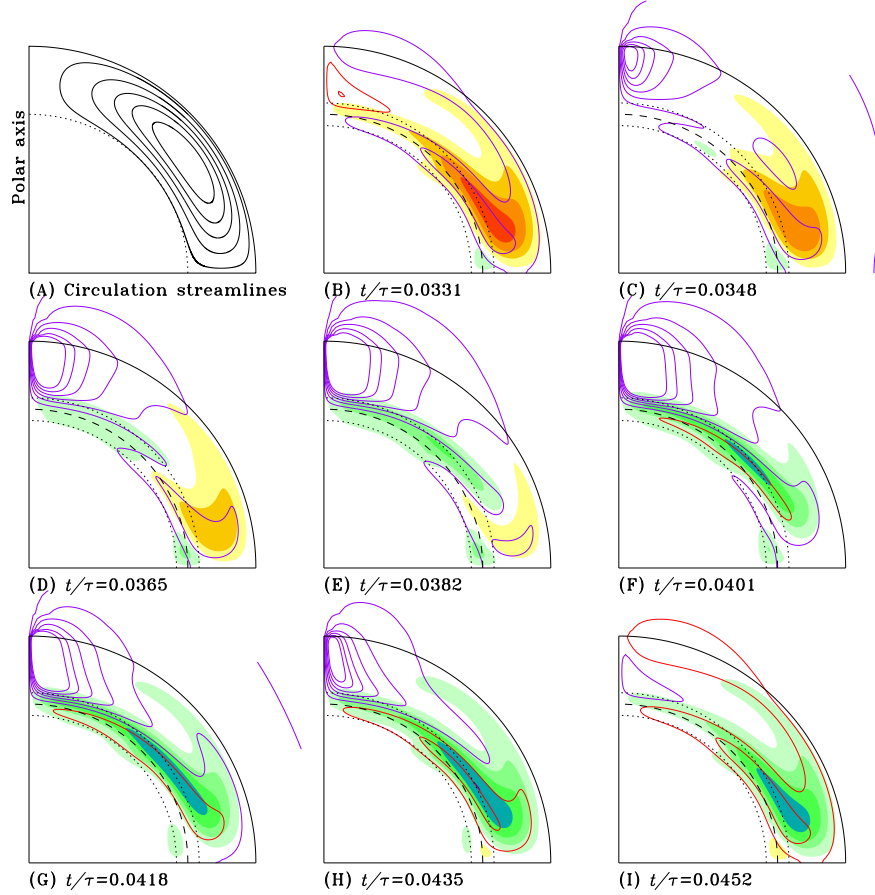 Polar axis
(A) Circulation streamlines
(B) t/τ=0.0331
(C) t/τ=0.0348
(D) t/τ=0.0365
(E) t/τ=0.0382
(F) t/τ=0.0401
(G) t/τ=0.0418
(H) t/τ=0.0435
(I) t/τ=0.0452